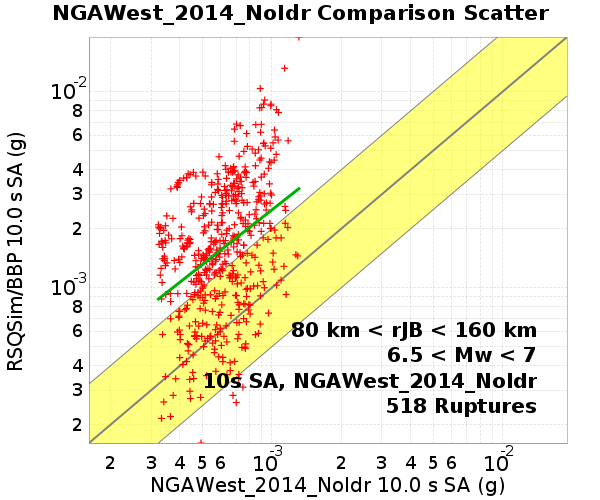 NGAWest_2014_NoIdr Comparison Scatter
RSQSim/BBP 10.0 s SA (g)
10-2
8
6
4
3
2
10-3
8
6
4
3
2
80 km < rJB < 160 km
6.5 < Mw < 7
10s SA, NGAWest_2014_NoIdr
518 Ruptures
2 3 4 5 6 10-3 2 3 4 5 6 10-2
NGAWest_2014_NoIdr 10.0 s SA (g)